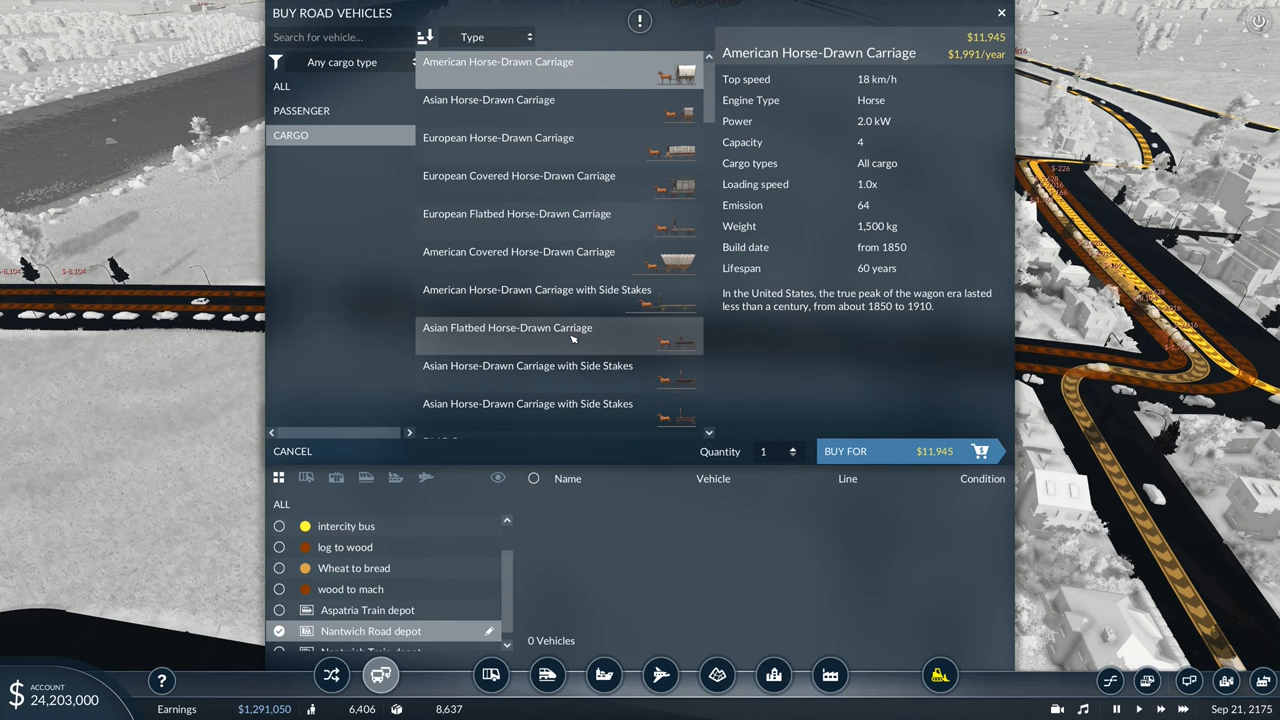 BUY ROAD VEHICLES
Search for vehicle...
Type
Any cargo type
ALL
PASSENGER
CARGO
American Horse-Drawn Carriage
Asian Horse-Drawn Carriage
European Horse-Drawn Carriage
European Covered Horse-Drawn Carriage
European Flatbed Horse-Drawn Carriage
American Covered Horse-Drawn Carriage
American Horse-Drawn Carriage with Side Stakes
Asian Flatbed Horse-Drawn Carriage
Asian Horse-Drawn Carriage with Side Stakes
Asian Horse-Drawn Carriage with Side Stakes
$11,945
American Horse-Drawn Carriage $1,991/year
Top speed 18 km/h
Engine Type Horse
Power 2.0 kW
Capacity 4
Cargo types All cargo
Loading speed 1.0x
Emission 64
Weight 1,500 kg
Build date from 1850
Lifespan 60 years
In the United States, the true peak of the wagon era lasted
less than a century, from about 1850 to 1910.
CANCEL Quantity 1 BUY FOR $11,945
Name Vehicle Line Condition
ALL
intercity bus
log to wood
Wheat to bread
wood to mach
Aspatria Train depot
Nantwich Road depot
0 Vehicles
$-8,104 $-8,104
$-226
?
$ ACCOUNT
24,203,000
Earnings $1,291,050 6,406 8,637 Sep 21, 2175